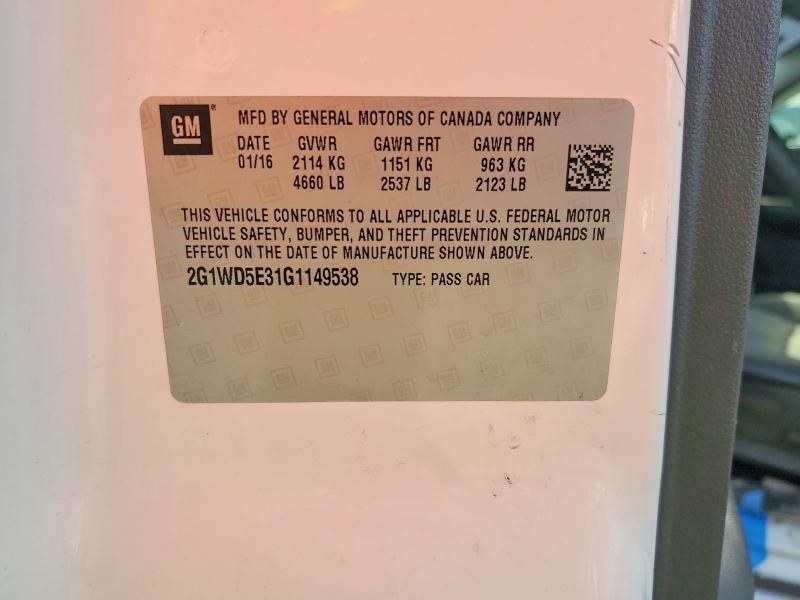 GM® MFD BY GENERAL MOTORS OF CANADA COMPANY
DATE GVWR GAWR FRT GAWR RR
01/16 2114 KG 1151 KG 963 KG
4660 LB 2537 LB 2123 LB
THIS VEHICLE CONFORMS TO ALL APPLICABLE U.S. FEDERAL MOTOR
VEHICLE SAFETY, BUMPER, AND THEFT PREVENTION STANDARDS IN
EFFECT ON THE DATE OF MANUFACTURE SHOWN ABOVE.
2G1WD5E31G1149538 TYPE: PASS CAR